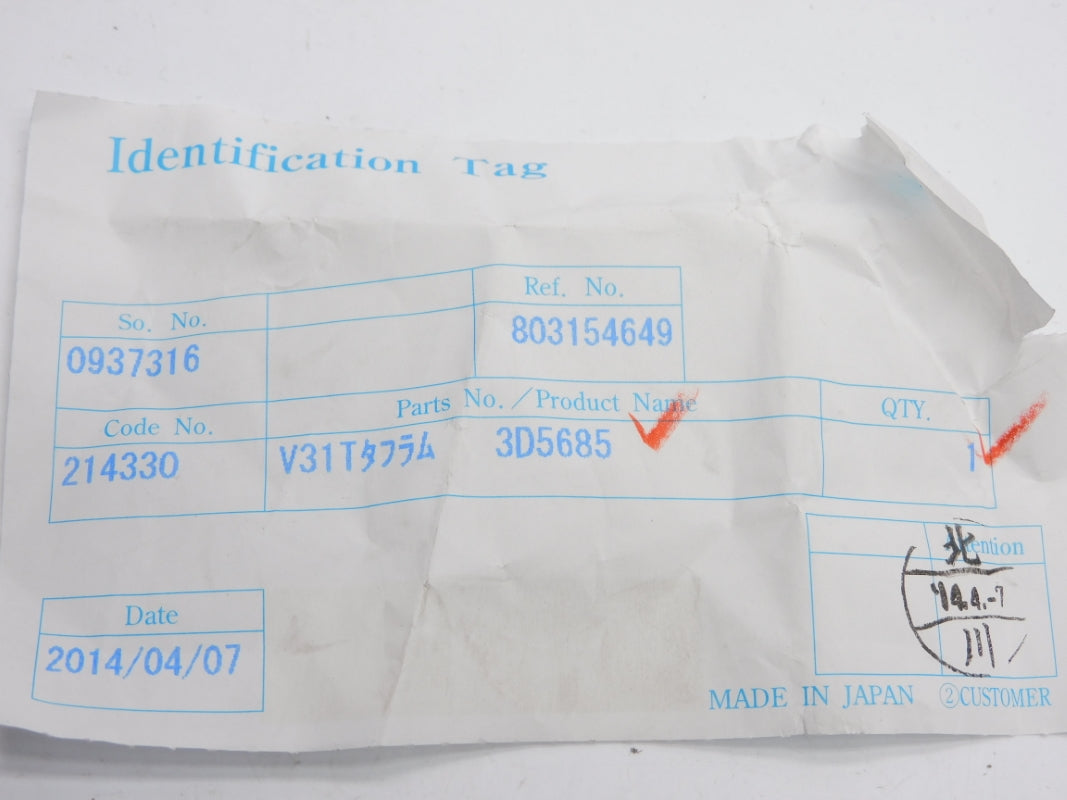 Identification Tag
Ref. No.
So. No.
803154649
0937316
Parts No./Product Name
QTY.
Code No.
V31Tタフラム 3D5685
1
214330
北
'14.4.-7
川
Date
2014/04/07
MADE IN JAPAN ②CUSTOMER